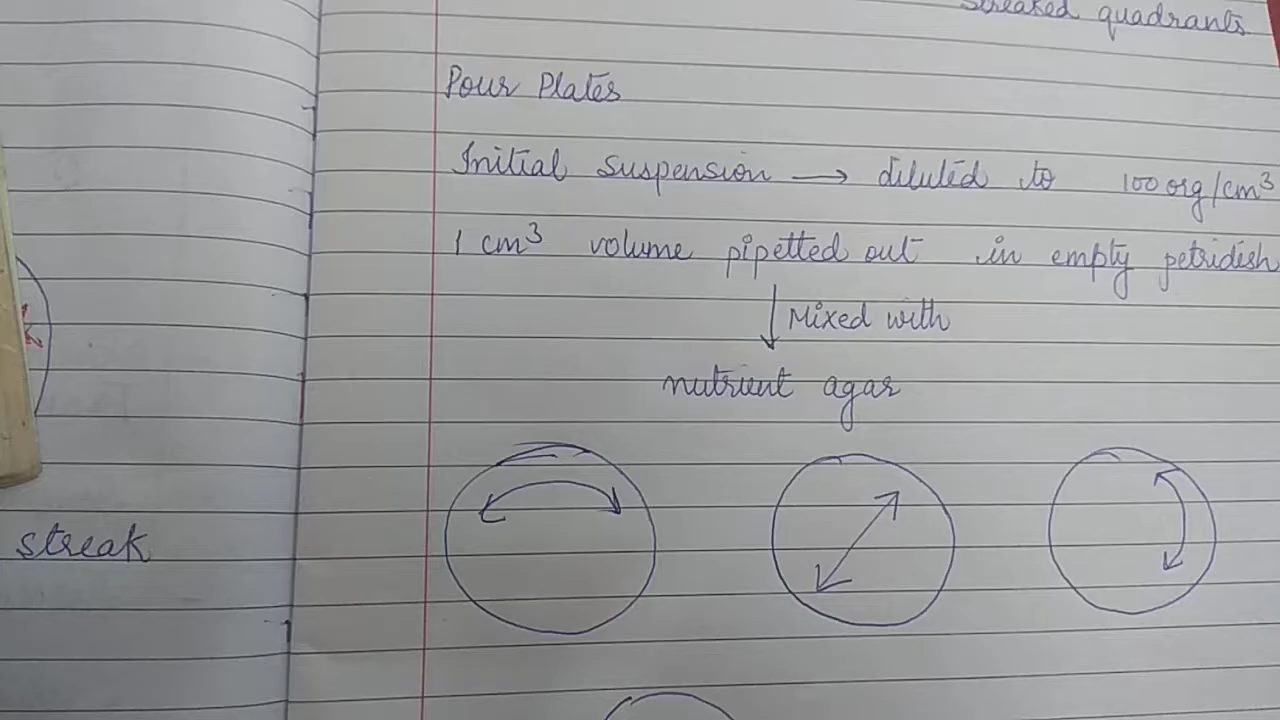 streaked quadrants
Pour Plates
Initial suspension → diluted to 100 org/cm³
1 cm³ volume pipetted out in empty petridish
↓ Mixed with
nutrient agar
streak